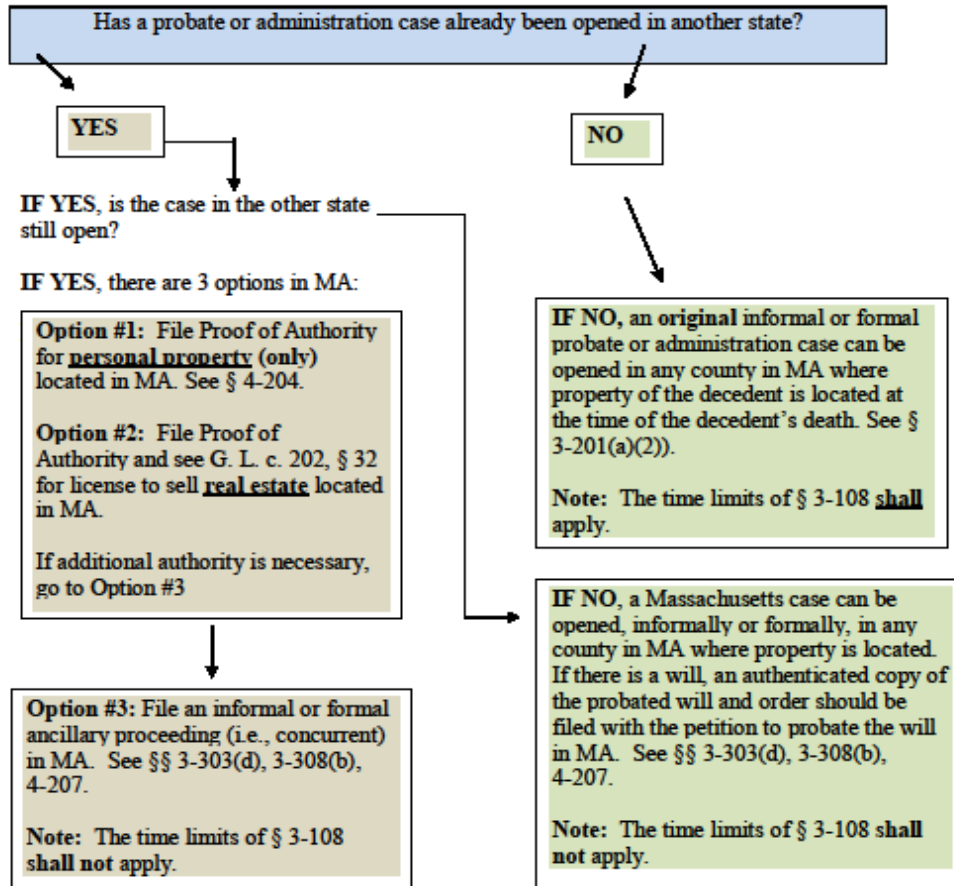 Has a probate or administration case already been opened in another state?
YES
NO
IF YES, is the case in the other state
still open?
IF YES, there are 3 options in MA:
Option #1: File Proof of Authority
for personal property (only)
located in MA. See § 4-204.
Option #2: File Proof of
Authority and see G. L. c. 202, § 32
for license to sell real estate located
in MA.
If additional authority is necessary,
go to Option #3
Option #3: File an informal or formal
ancillary proceeding (i.e., concurrent)
in MA. See §§ 3-303(d), 3-308(b),
4-207.
Note: The time limits of § 3-108
shall not apply.
IF NO, an original informal or formal
probate or administration case can be
opened in any county in MA where
property of the decedent is located at
the time of the decedent's death. See §
3-201(a)(2)).
Note: The time limits of § 3-108 shall
apply.
IF NO, a Massachusetts case can be
opened, informally or formally, in any
county in MA where property is located.
If there is a will, an authenticated copy of
the probated will and order should be
filed with the petition to probate the will
in MA. See §§ 3-303(d), 3-308(b),
4-207.
Note: The time limits of § 3-108 shall
not apply.